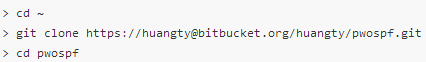 > cd ~
> git clone https://huangty@bitbucket.org/huangty/pwospf.git
> cd pwospf